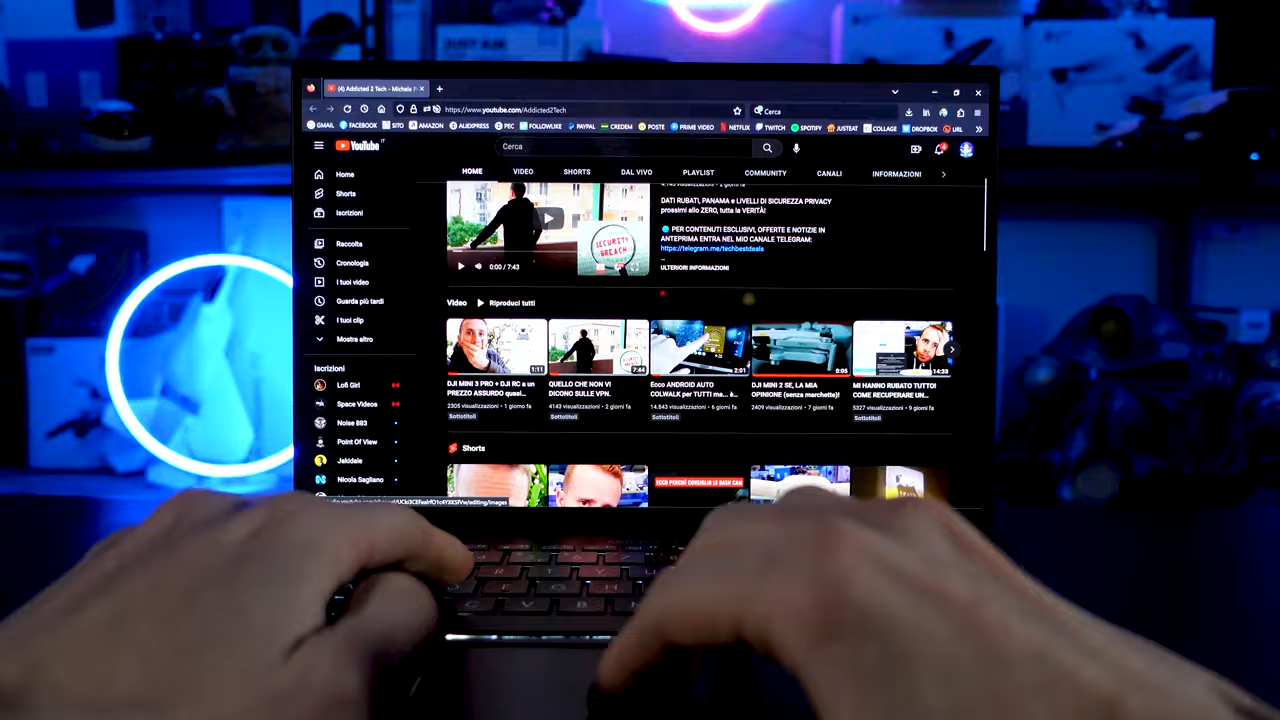 JUST AIR
(4) Addicted 2 Tech - Michele
https://www.youtube.com/Addicted2Tech
Cerca
GMAIL FACEBOOK SITO AMAZON ALIEXPRESS PEC FOLLOWLIKE PAYPAL CREDEM POSTE PRIME VIDEO NETFLIX TWITCH SPOTIFY JUSTEAT COLLAGE DROPBOX URL
YouTube IT
Cerca
4
HOME VIDEO SHORTS DAL VIVO PLAYLIST COMMUNITY CANALI INFORMAZIONI
Home
Shorts
Iscrizioni
Raccolta
Cronologia
I tuoi video
Guarda più tardi
I tuoi clip
Mostra altro
Iscrizioni
Lofi Girl
Space Videos
Noise 883
Point Of View
Jakidale
Nicola Sagliano
SECURITY
BREACH
0:00 / 7:43
DATI RUBATI, PANAMA e LIVELLI DI SICUREZZA PRIVACY
prossimi allo ZERO, tutta la VERITÀ!
PER CONTENUTI ESCLUSIVI, OFFERTE E NOTIZIE IN
ANTEPRIMA ENTRA NEL MIO CANALE TELEGRAM:
https://telegram.me/techbestdeals
...
ULTERIORI INFORMAZIONI
Video Riproduci tutti
1:11
DJI MINI 3 PRO + DJI RC a un
PREZZO ASSURDO quasi...
2305 visualizzazioni • 1 giorno fa
Sottotitoli
7:44
QUELLO CHE NON VI
DICONO SULLE VPN.
4143 visualizzazioni • 2 giorni fa
Sottotitoli
2:01
Ecco ANDROID AUTO
COLWALK per TUTTI ma... è...
14.643 visualizzazioni • 6 giorni fa
Sottotitoli
0:05
DJI MINI 2 SE, LA MIA
OPINIONE (senza marchette)!
2409 visualizzazioni • 7 giorni fa
14:33
MI HANNO RUBATO TUTTO!
COME RECUPERARE UN...
5327 visualizzazioni • 9 giorni fa
Sottotitoli
Shorts
ECCO PERCHÉ CONSIGLIO LE DASH CAM
R T Y
D F G H
C V B N